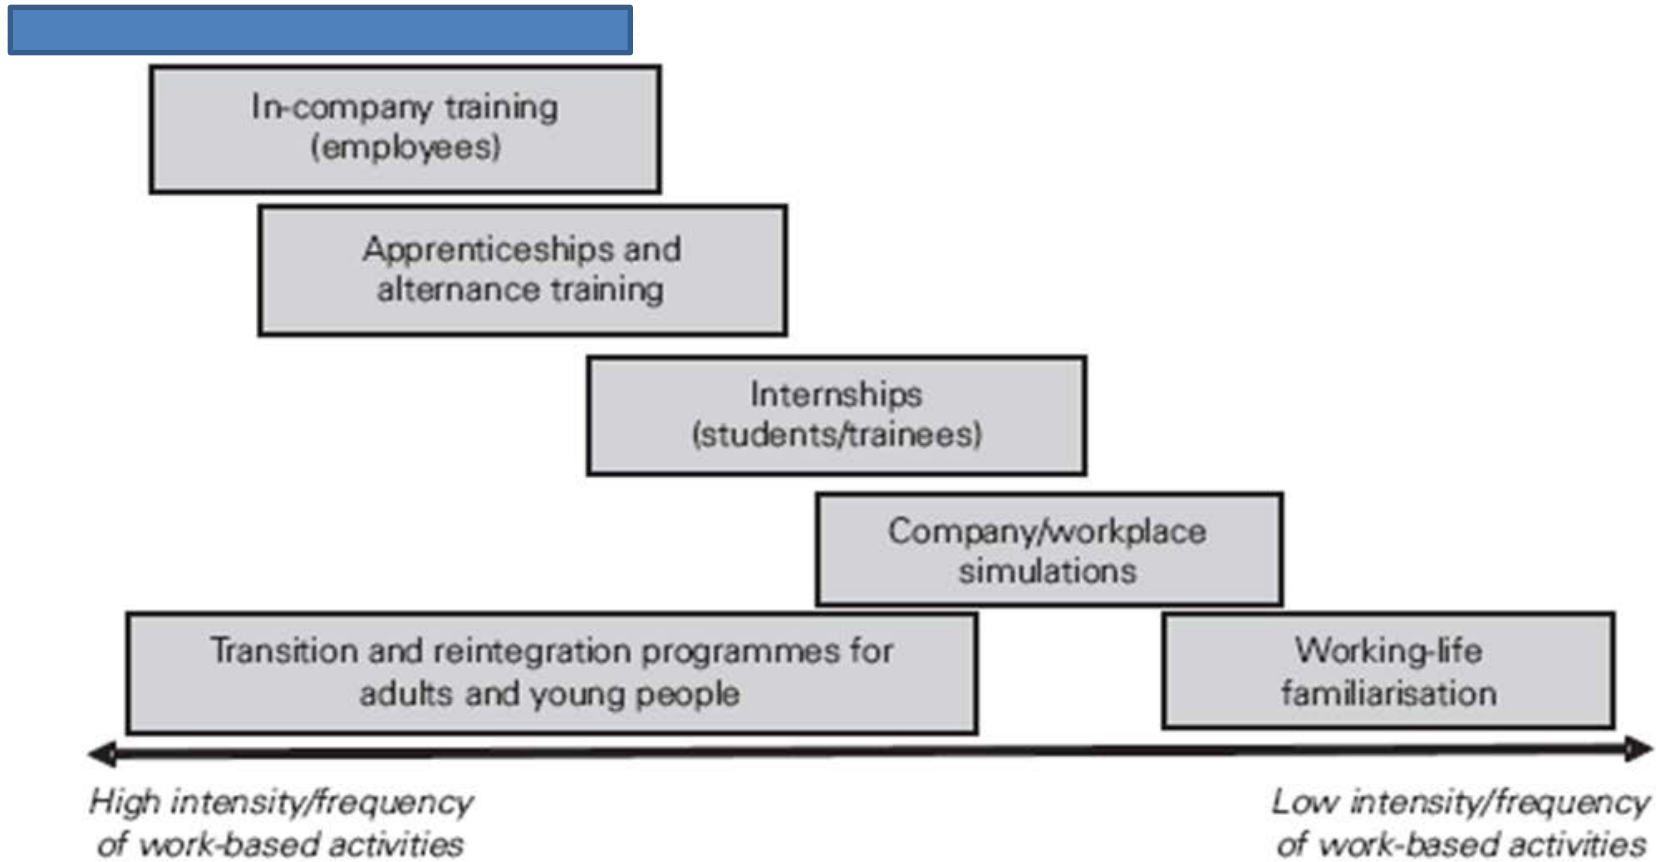 In-company training
(employees)
Apprenticeships and
alternance training
Internships
(students/trainees)
Company/workplace
simulations
Transition and reintegration programmes for
adults and young people
Working-life
familiarisation
High intensity/frequency
of work-based activities
Low intensity/frequency
of work-based activities